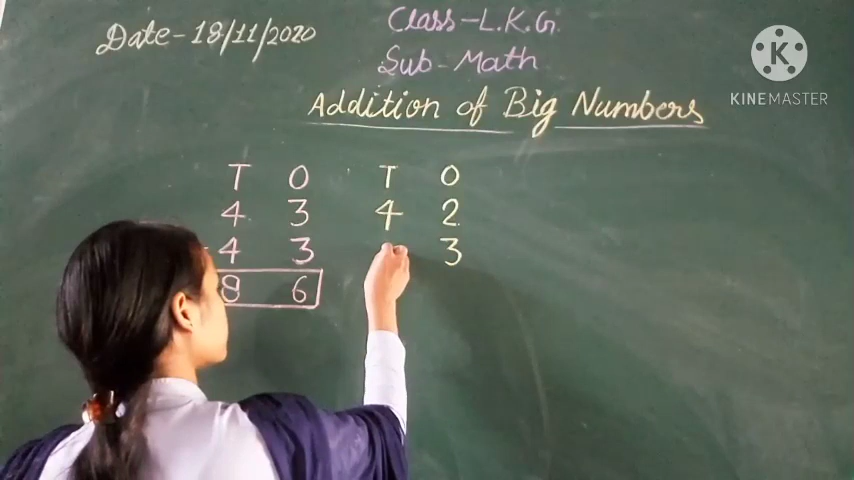 Date-18/11/2020
Class-L.K.G.
Sub-Math
Addition of Big Numbers
K
KINEMASTER
T O T O
4 3 4 2
4 3 3
8 6